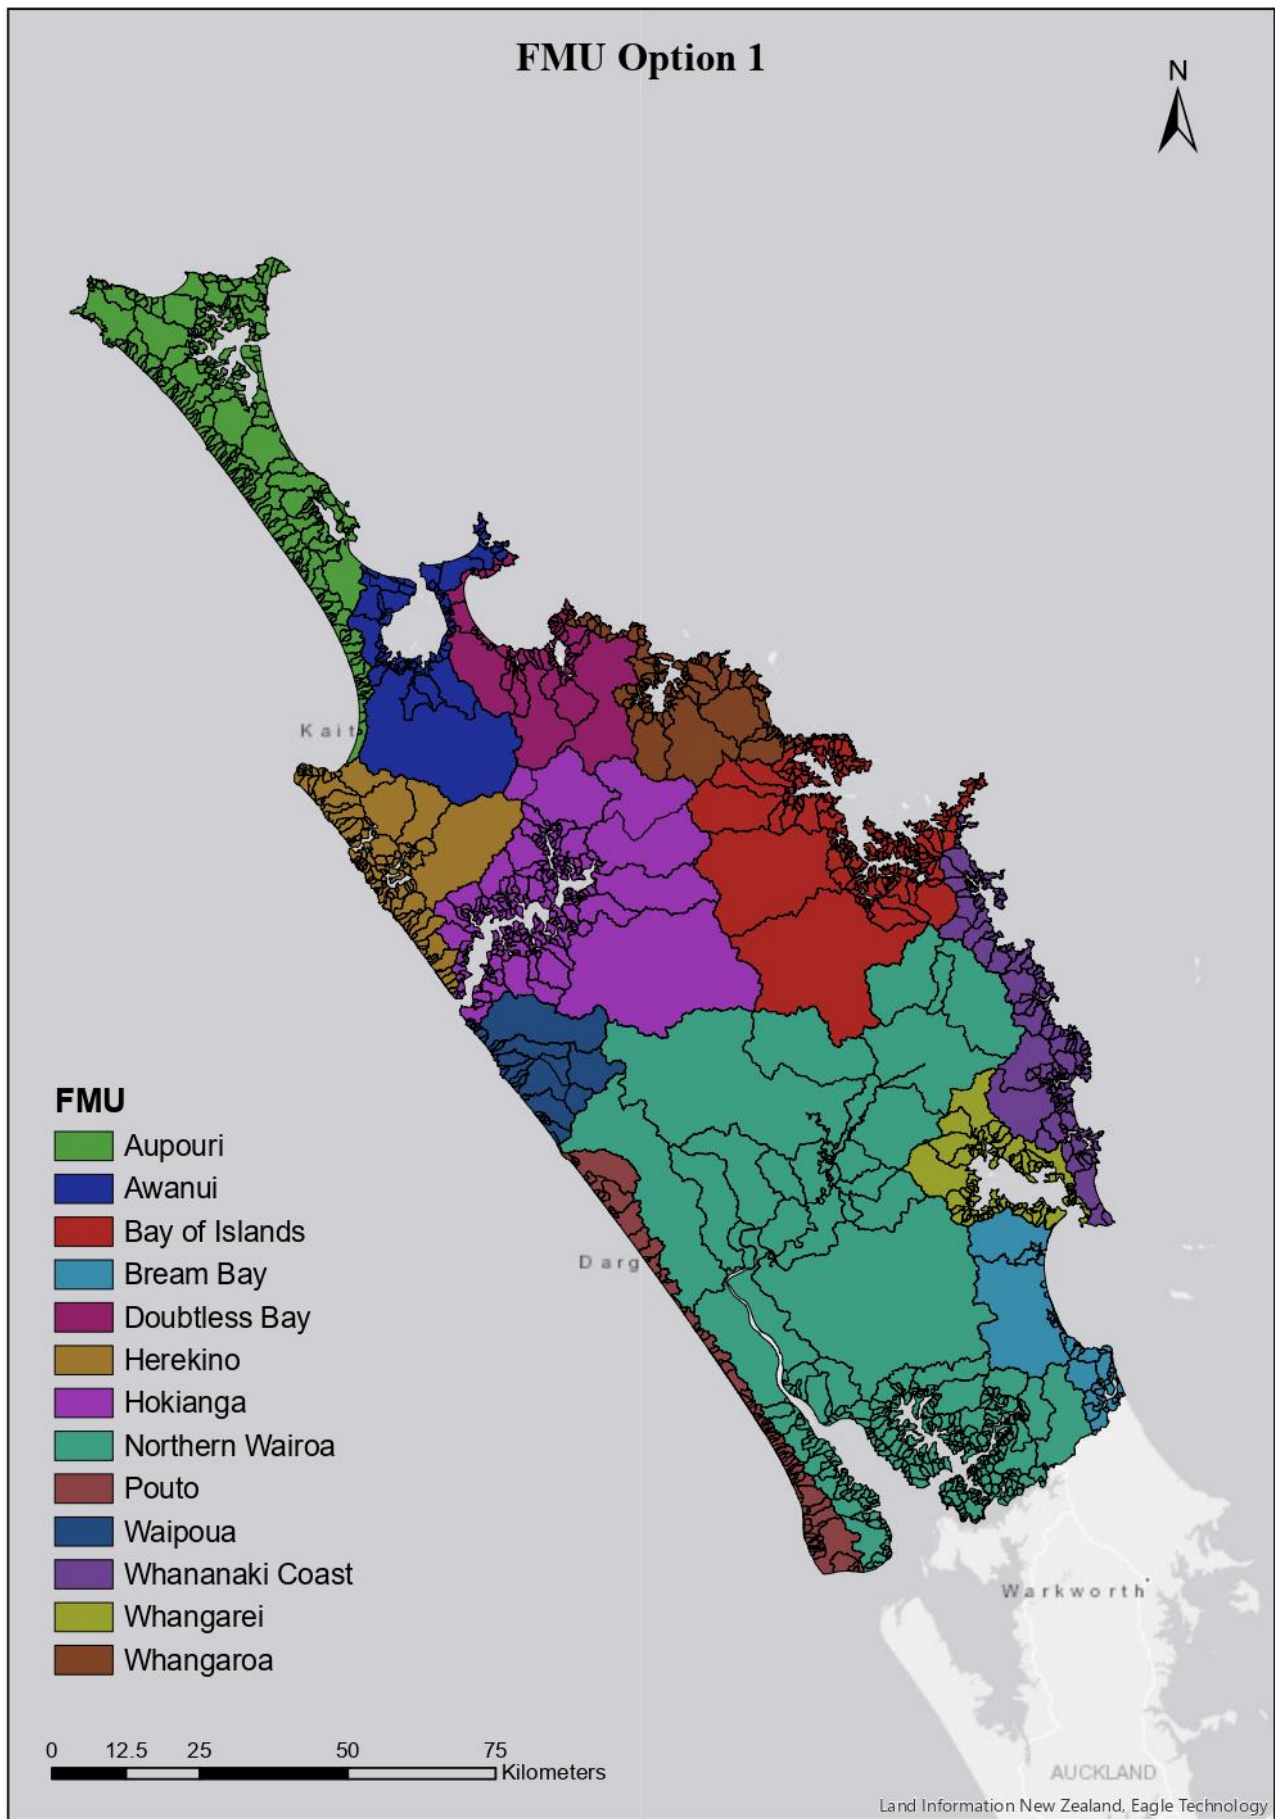 FMU Option 1
N
Kait
Darg
FMU
Aupouri
Awanui
Bay of Islands
Bream Bay
Doubtless Bay
Herekino
Hokianga
Northern Wairoa
Pouto
Waipoua
Whananaki Coast
Whangarei
Whangaroa
Warkworth
0 12.5 25 50 75
Kilometers
AUCKLAND
Land Information New Zealand, Eagle Technology